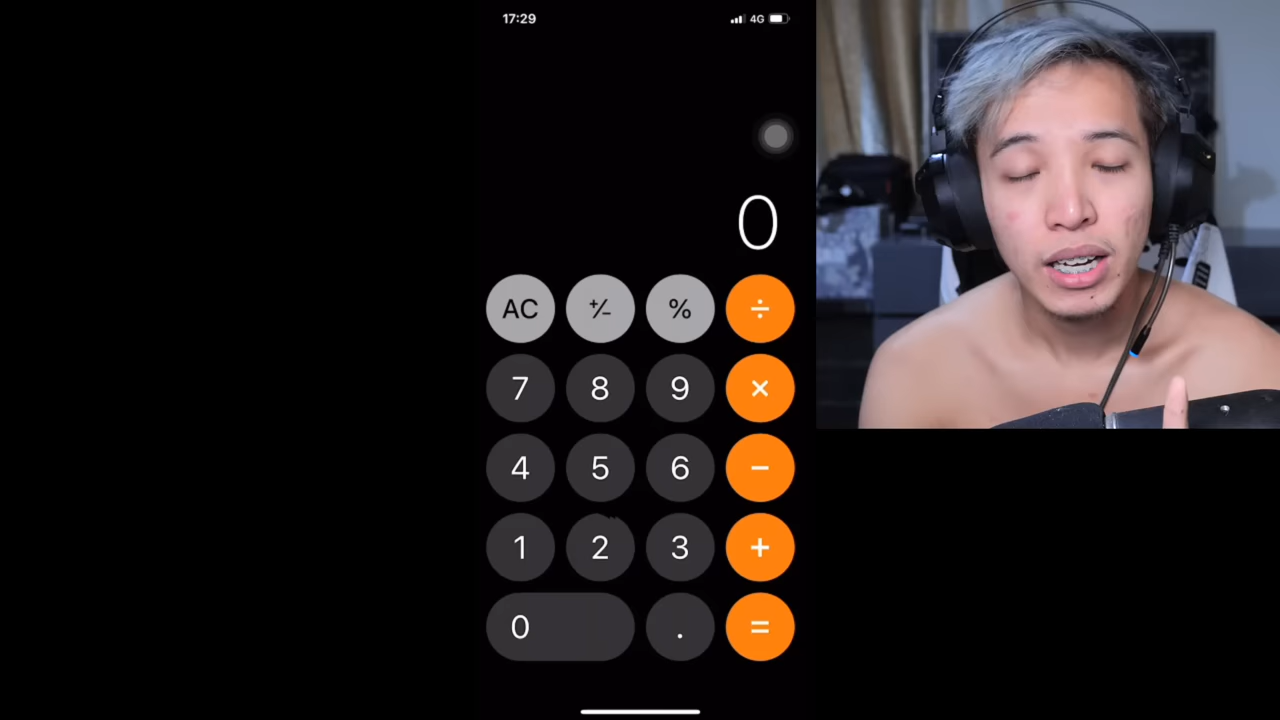 17:29 4G
0
AC ⁺∕₋ % ÷
7 8 9 ×
4 5 6 −
1 2 3 +
0 . =